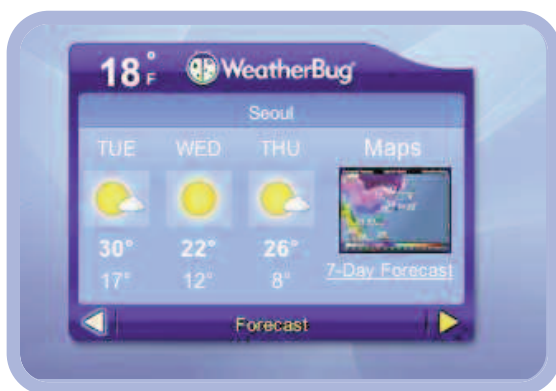 18°F WeatherBug
Seoul
TUE WED THU Maps
30° 22° 26°
17° 12° 8° 7-Day Forecast
Forecast